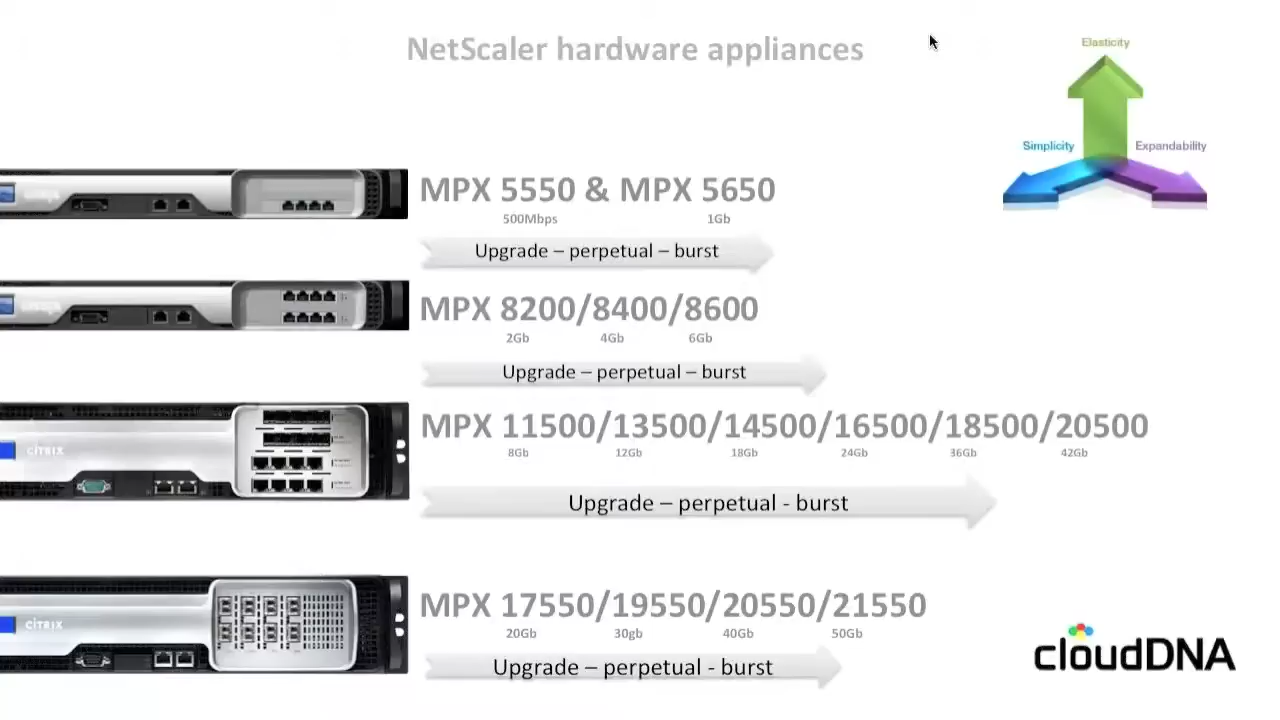 NetScaler hardware appliances
Elasticity
Simplicity
Expandability
MPX 5550 & MPX 5650
500Mbps 1Gb
Upgrade – perpetual – burst
MPX 8200/8400/8600
2Gb 4Gb 6Gb
Upgrade – perpetual – burst
CITRIX
MPX 11500/13500/14500/16500/18500/20500
8Gb 12Gb 18Gb 24Gb 36Gb 42Gb
Upgrade – perpetual - burst
CITRIX
MPX 17550/19550/20550/21550
20Gb 30gb 40Gb 50Gb
Upgrade – perpetual - burst
cloudDNA